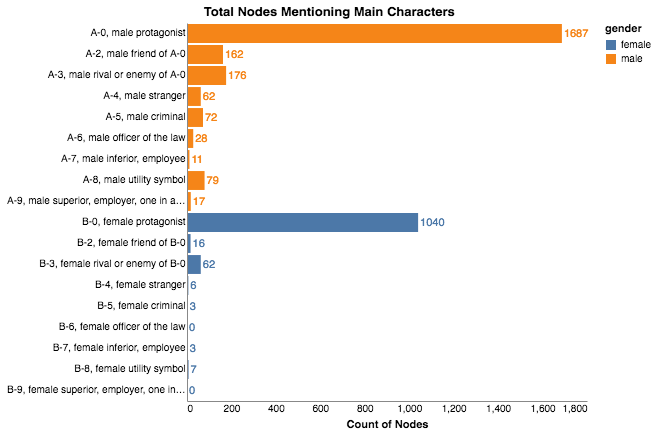 Total Nodes Mentioning Main Characters
gender
female
male
A-0, male protagonist 1687
A-2, male friend of A-0 162
A-3, male rival or enemy of A-0 176
A-4, male stranger 62
A-5, male criminal 72
A-6, male officer of the law 28
A-7, male inferior, employee 11
A-8, male utility symbol 79
A-9, male superior, employer, one in a... 17
B-0, female protagonist 1040
B-2, female friend of B-0 16
B-3, female rival or enemy of B-0 62
B-4, female stranger 6
B-5, female criminal 3
B-6, female officer of the law 0
B-7, female inferior, employee 3
B-8, female utility symbol 7
B-9, female superior, employer, one in... 0
0 200 400 600 800 1,000 1,200 1,400 1,600 1,800
Count of Nodes